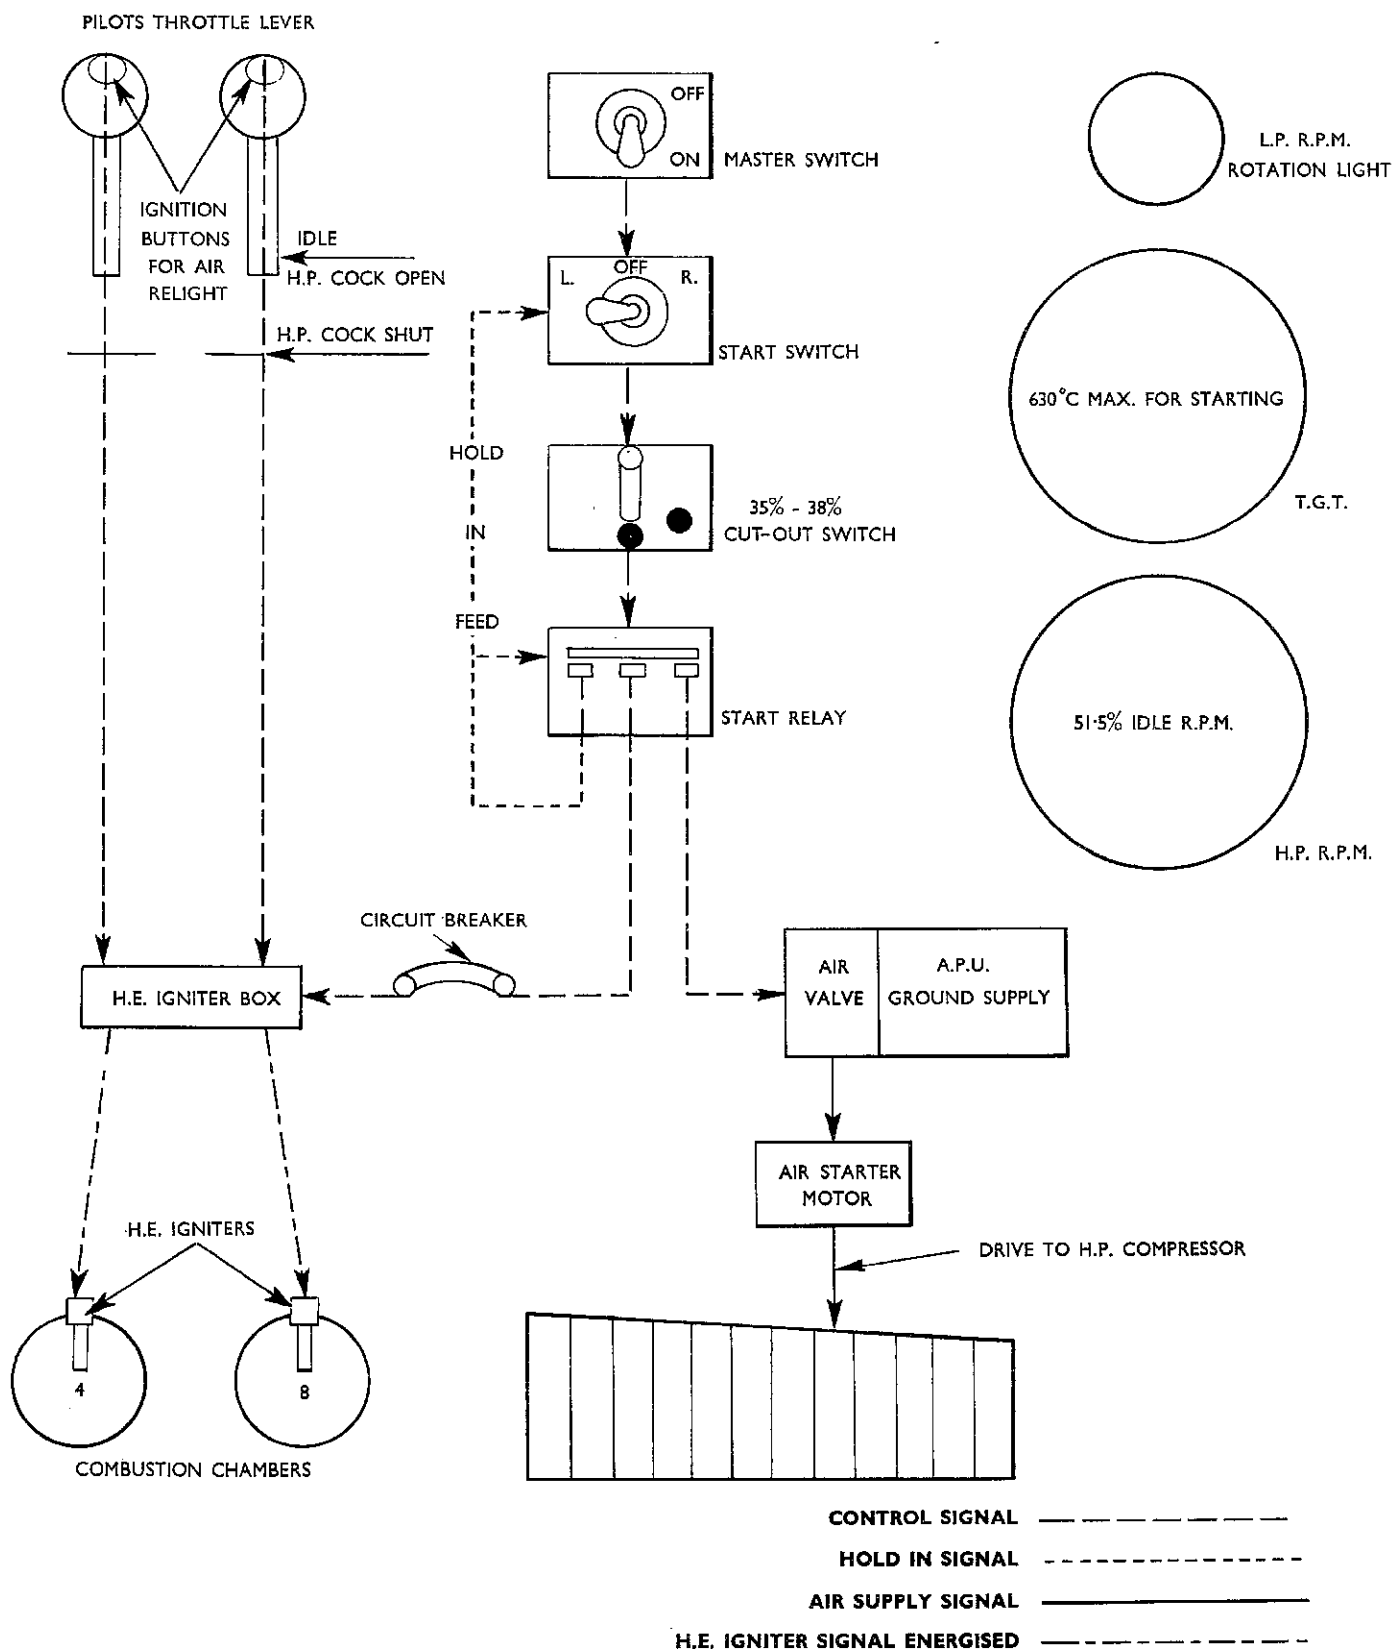 PILOTS THROTTLE LEVER
IGNITION
BUTTONS
FOR AIR
RELIGHT
IDLE
H.P. COCK OPEN
H.P. COCK SHUT
OFF
ON
MASTER SWITCH
L.
OFF
R.
START SWITCH
HOLD
IN
FEED
35% - 38%
CUT-OUT SWITCH
START RELAY
L.P. R.P.M.
ROTATION LIGHT
630°C MAX. FOR STARTING
T.G.T.
51·5% IDLE R.P.M.
H.P. R.P.M.
CIRCUIT BREAKER
H.E. IGNITER BOX
AIR
VALVE
A.P.U.
GROUND SUPPLY
AIR STARTER
MOTOR
DRIVE TO H.P. COMPRESSOR
H.E. IGNITERS
4
8
COMBUSTION CHAMBERS
CONTROL SIGNAL
HOLD IN SIGNAL
AIR SUPPLY SIGNAL
H.E. IGNITER SIGNAL ENERGISED